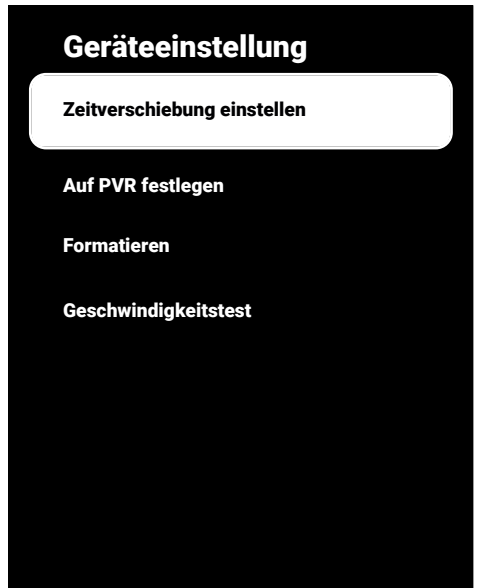 Geräteeinstellung
Zeitverschiebung einstellen
Auf PVR festlegen
Formatieren
Geschwindigkeitstest